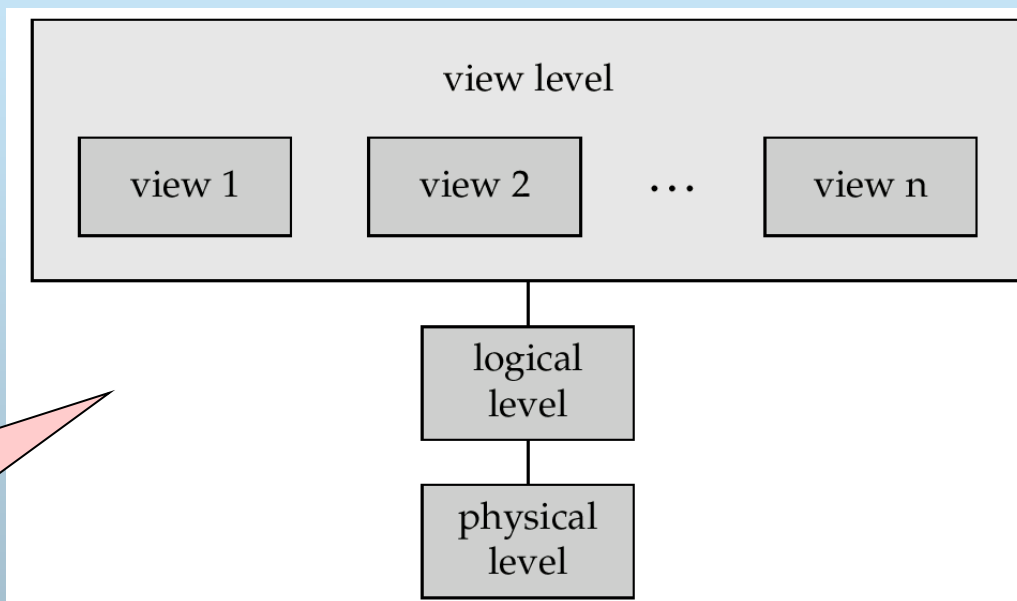 view level
view 1 view 2 ... view n
logical
level
physical
level